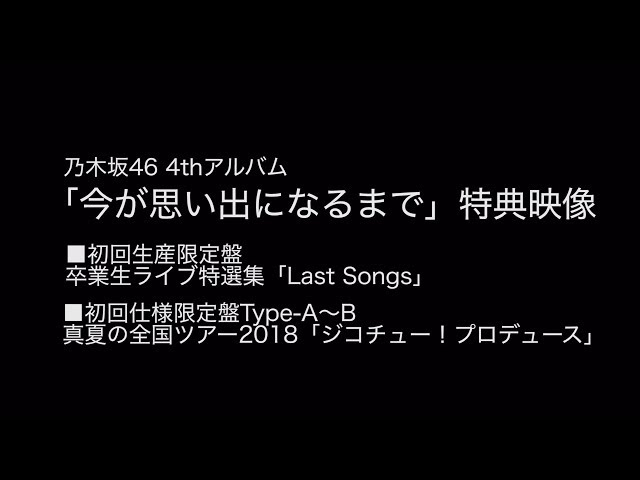 乃木坂46 4thアルバム
「今が思い出になるまで」特典映像
■初回生産限定盤
卒業生ライブ特選集「Last Songs」
■初回仕様限定盤Type-A〜B
真夏の全国ツアー2018「ジコチュー！プロデュース」